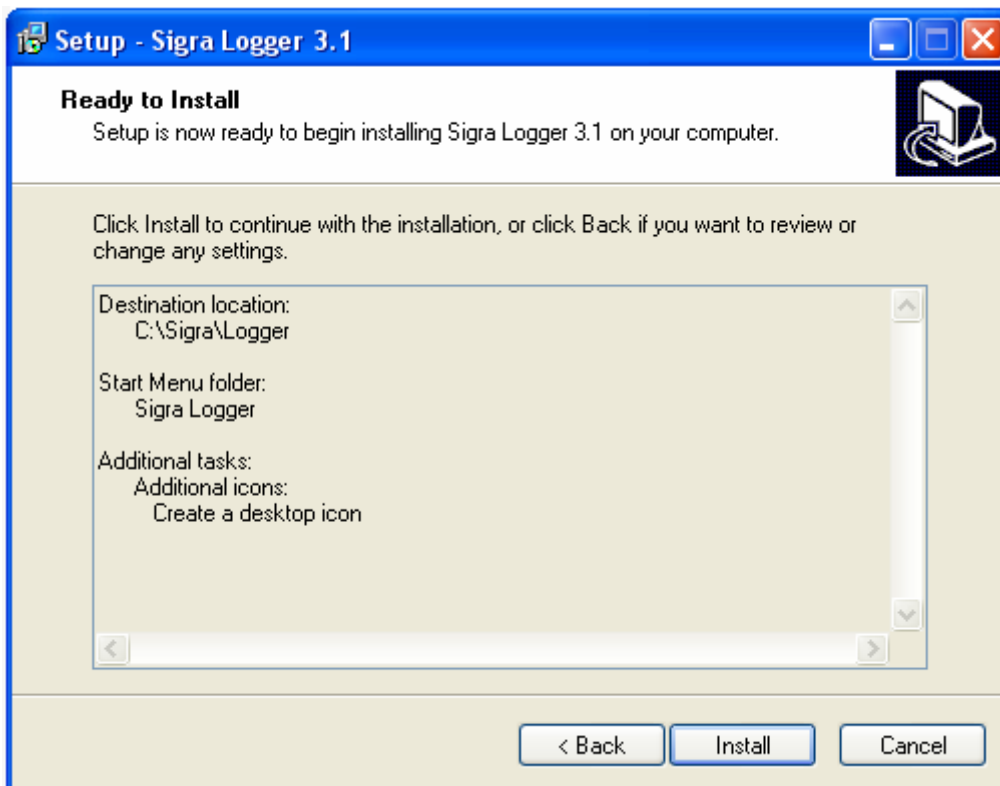 Setup - Sigra Logger 3.1
Ready to Install
Setup is now ready to begin installing Sigra Logger 3.1 on your computer.
Click Install to continue with the installation, or click Back if you want to review or
change any settings.
Destination location:
C:\Sigra\Logger
Start Menu folder:
Sigra Logger
Additional tasks:
Additional icons:
Create a desktop icon
< Back
Install
Cancel